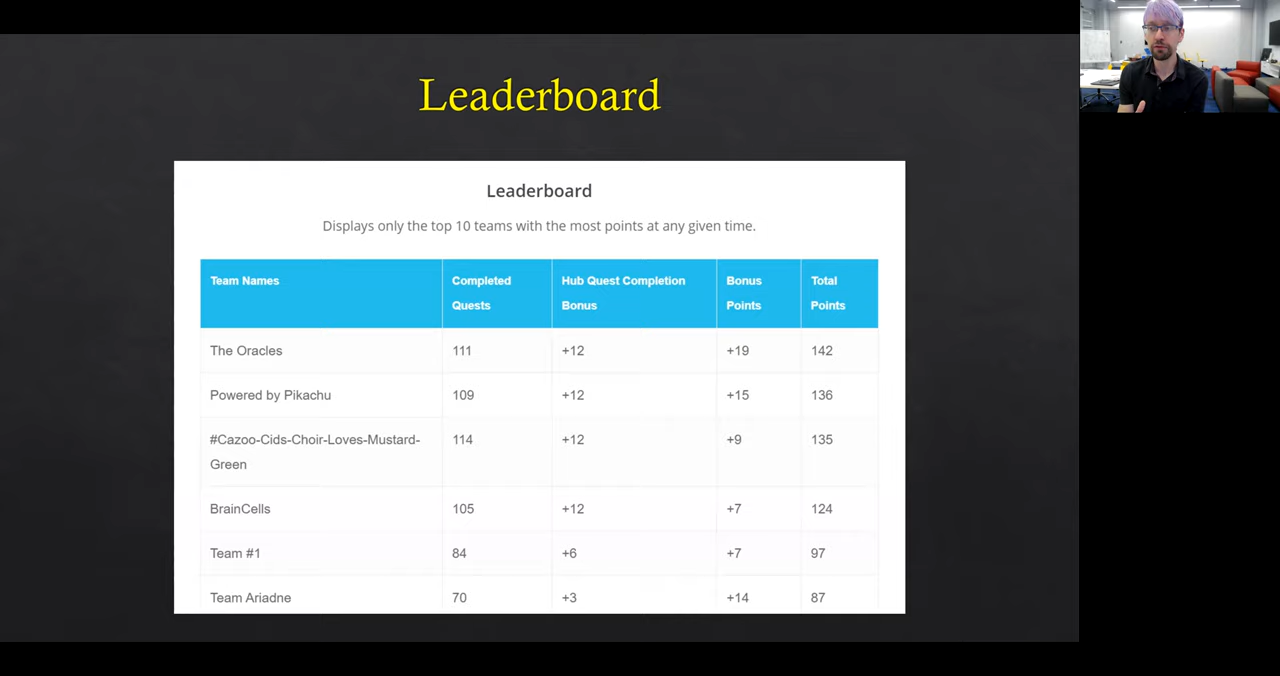 Leaderboard
Leaderboard
Displays only the top 10 teams with the most points at any given time.
Team Names Completed Quests Hub Quest Completion Bonus Bonus Points Total Points
The Oracles 111 +12 +19 142
Powered by Pikachu 109 +12 +15 136
#Cazoo-Cids-Choir-Loves-Mustard-Green 114 +12 +9 135
BrainCells 105 +12 +7 124
Team #1 84 +6 +7 97
Team Ariadne 70 +3 +14 87